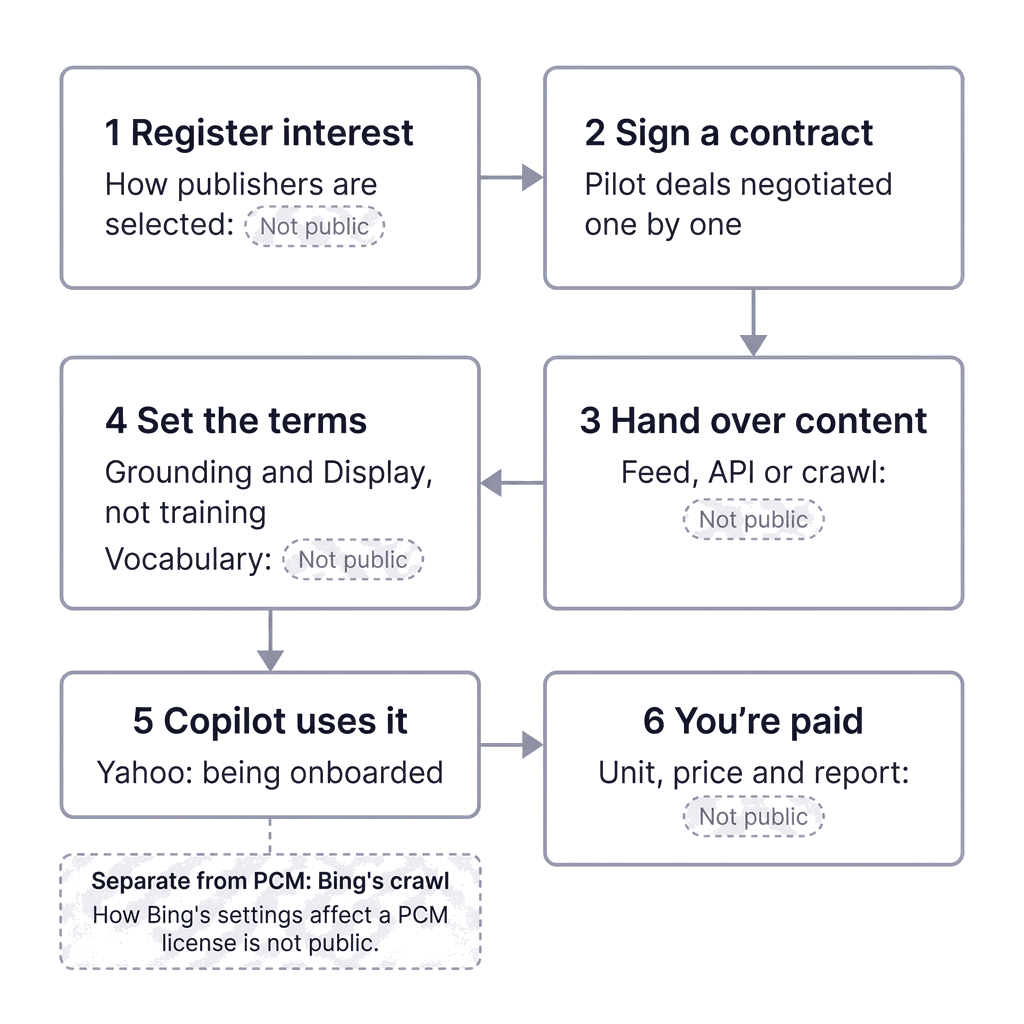 1 Register interest
How publishers are
selected: Not public
2 Sign a contract
Pilot deals negotiated
one by one
3 Hand over content
Feed, API or crawl:
Not public
4 Set the terms
Grounding and Display,
not training
Vocabulary: Not public
5 Copilot uses it
Yahoo: being onboarded
6 You’re paid
Unit, price and report:
Not public
Separate from PCM: Bing's crawl
How Bing's settings affect a PCM
license is not public.